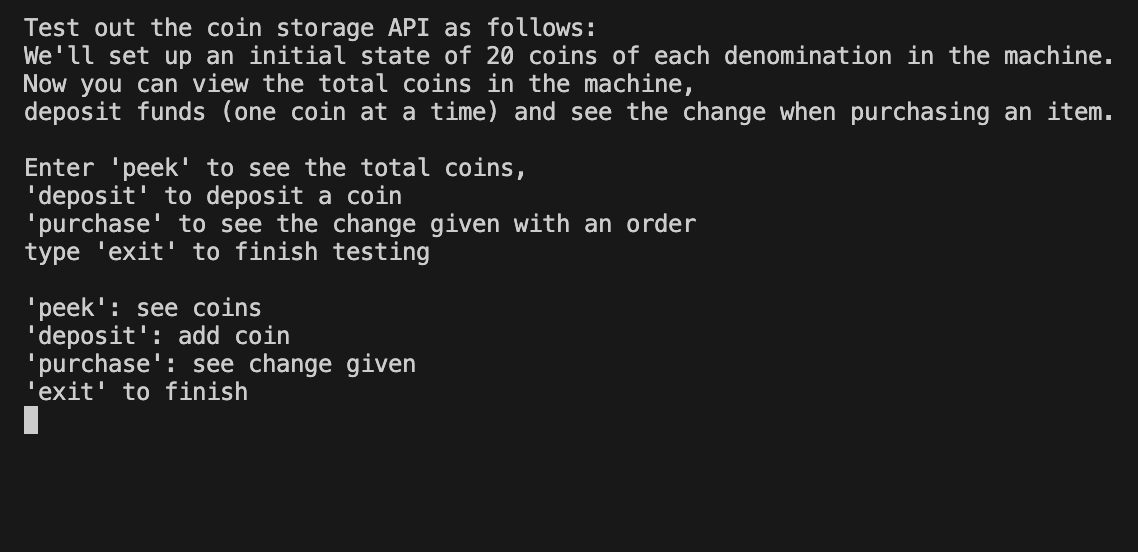 Test out the coin storage API as follows:
We'll set up an initial state of 20 coins of each denomination in the machine.
Now you can view the total coins in the machine,
deposit funds (one coin at a time) and see the change when purchasing an item.
Enter 'peek' to see the total coins,
'deposit' to deposit a coin
'purchase' to see the change given with an order
type 'exit' to finish testing
'peek': see coins
'deposit': add coin
'purchase': see change given
'exit' to finish